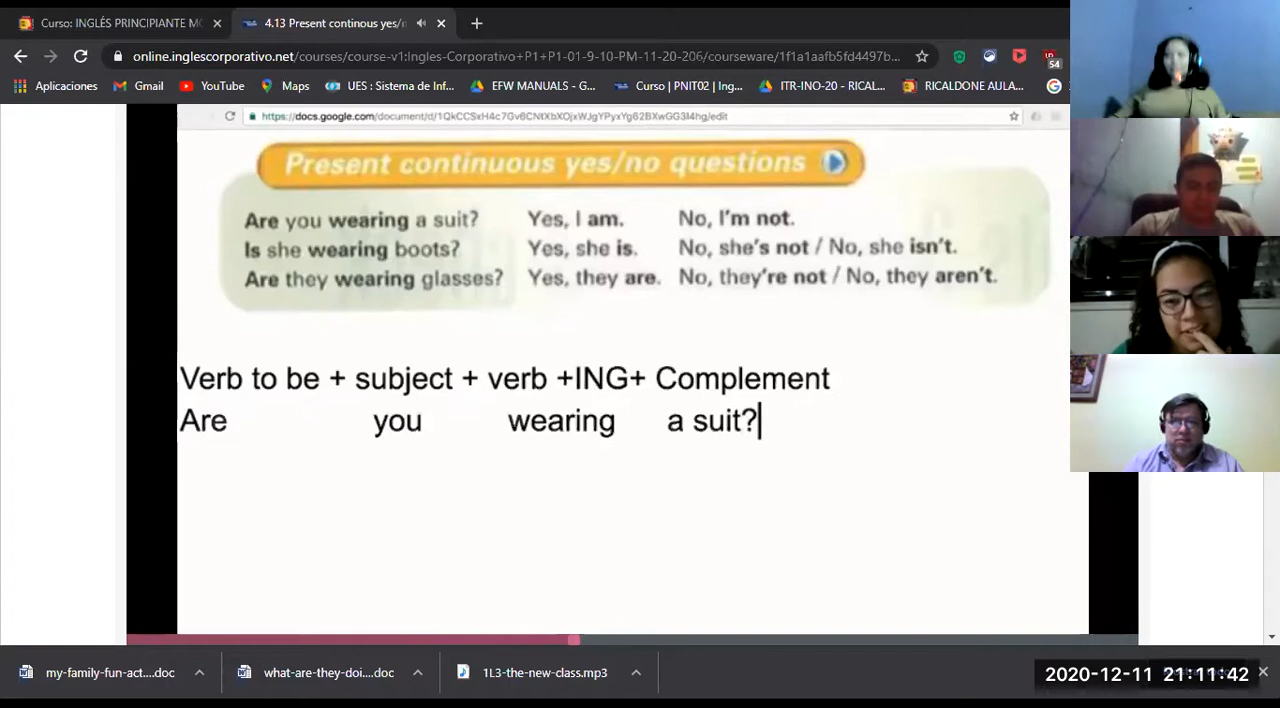 Curso: INGLÉS PRINCIPIANTE MO
4.13 Present continous yes/n
online.inglescorporativo.net/courses/course-v1:Ingles-Corporativo+P1+P1-01-9-10-PM-11-20-206/courseware/1f1a1aafb5fd4497b...
54
Aplicaciones
Gmail
YouTube
Maps
UES : Sistema de Inf...
EFW MANUALS - G...
Curso | PNIT02 | Ing...
ITR-INO-20 - RICAL...
RICALDONE AULA...
Present continuous yes/no questions
Are you wearing a suit? Yes, I am. No, I'm not.
Is she wearing boots? Yes, she is. No, she's not / No, she isn't.
Are they wearing glasses? Yes, they are. No, they're not / No, they aren't.
Verb to be + subject + verb +ING+ Complement
Are you wearing a suit?
my-family-fun-act....doc
what-are-they-doi....doc
1L3-the-new-class.mp3
2020-12-11 21:11:42